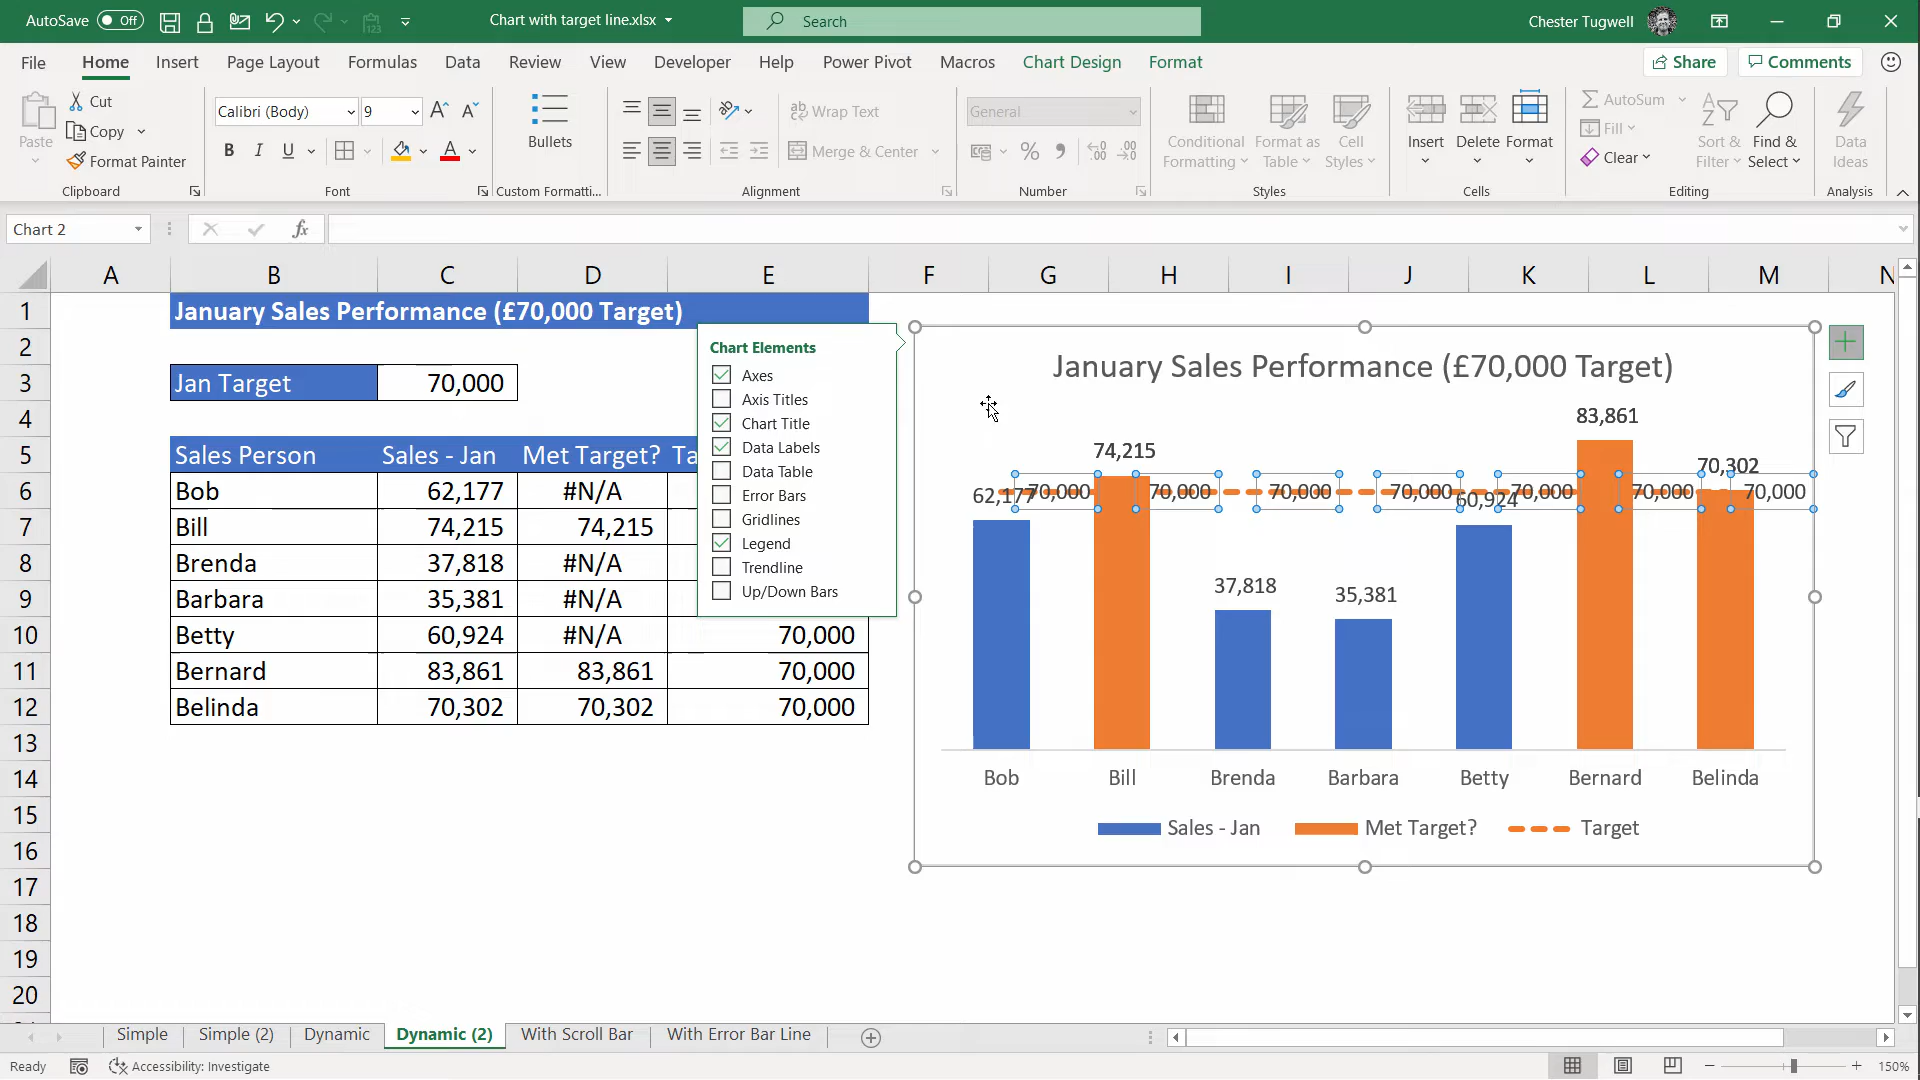 AutoSave Off Chart with target line.xlsx Search Chester Tugwell
File Home Insert Page Layout Formulas Data Review View Developer Help Power Pivot Macros Chart Design Format Share Comments
Paste Cut
Copy
Format Painter
Clipboard
Calibri (Body) 9
B I U
Font
Bullets
Custom Formatti...
Wrap Text
Merge & Center
Alignment
General
Number
Conditional Formatting
Format as Table
Cell Styles
Styles
Insert Delete Format
Cells
AutoSum
Fill
Clear
Sort & Filter
Find & Select
Editing
Data Ideas
Analysis
Chart 2 fx
A B C D E F G H I J K L M N
1 January Sales Performance (£70,000 Target)
2
3 Jan Target 70,000
4
5 Sales Person Sales - Jan Met Target? Ta
6 Bob 62,177 #N/A
7 Bill 74,215 74,215
8 Brenda 37,818 #N/A
9 Barbara 35,381 #N/A
10 Betty 60,924 #N/A 70,000
11 Bernard 83,861 83,861 70,000
12 Belinda 70,302 70,302 70,000
13
14
15
16
17
18
19
20
Chart Elements
Axes
Axis Titles
Chart Title
Data Labels
Data Table
Error Bars
Gridlines
Legend
Trendline
Up/Down Bars
January Sales Performance (£70,000 Target)
83,861
74,215
70,302
62,177 70,000 70,000 70,000 70,000 60,924 70,000 70,000 70,000
37,818 35,381
Bob Bill Brenda Barbara Betty Bernard Belinda
Sales - Jan Met Target? Target
Simple Simple (2) Dynamic Dynamic (2) With Scroll Bar With Error Bar Line
Ready Accessibility: Investigate 150%